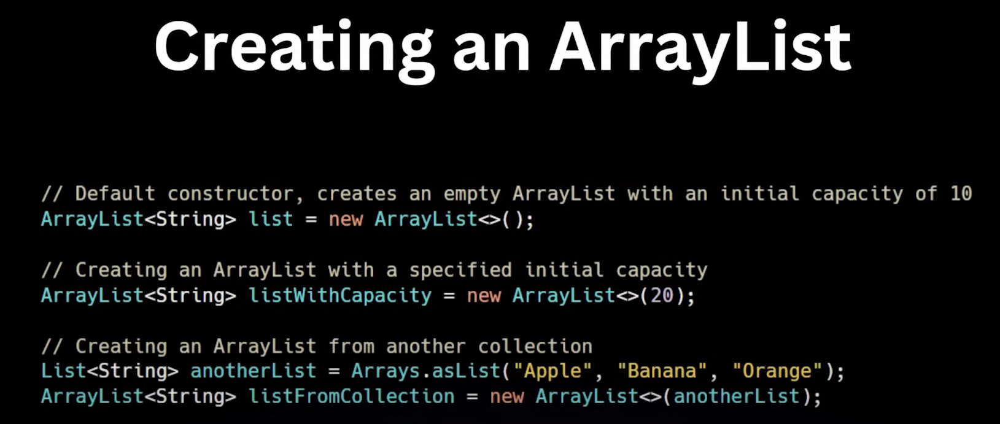 Creating an ArrayList
// Default constructor, creates an empty ArrayList with an initial capacity of 10
ArrayList<String> list = new ArrayList<>();
// Creating an ArrayList with a specified initial capacity
ArrayList<String> listWithCapacity = new ArrayList<>(20);
// Creating an ArrayList from another collection
List<String> anotherList = Arrays.asList("Apple", "Banana", "Orange");
ArrayList<String> listFromCollection = new ArrayList<>(anotherList);